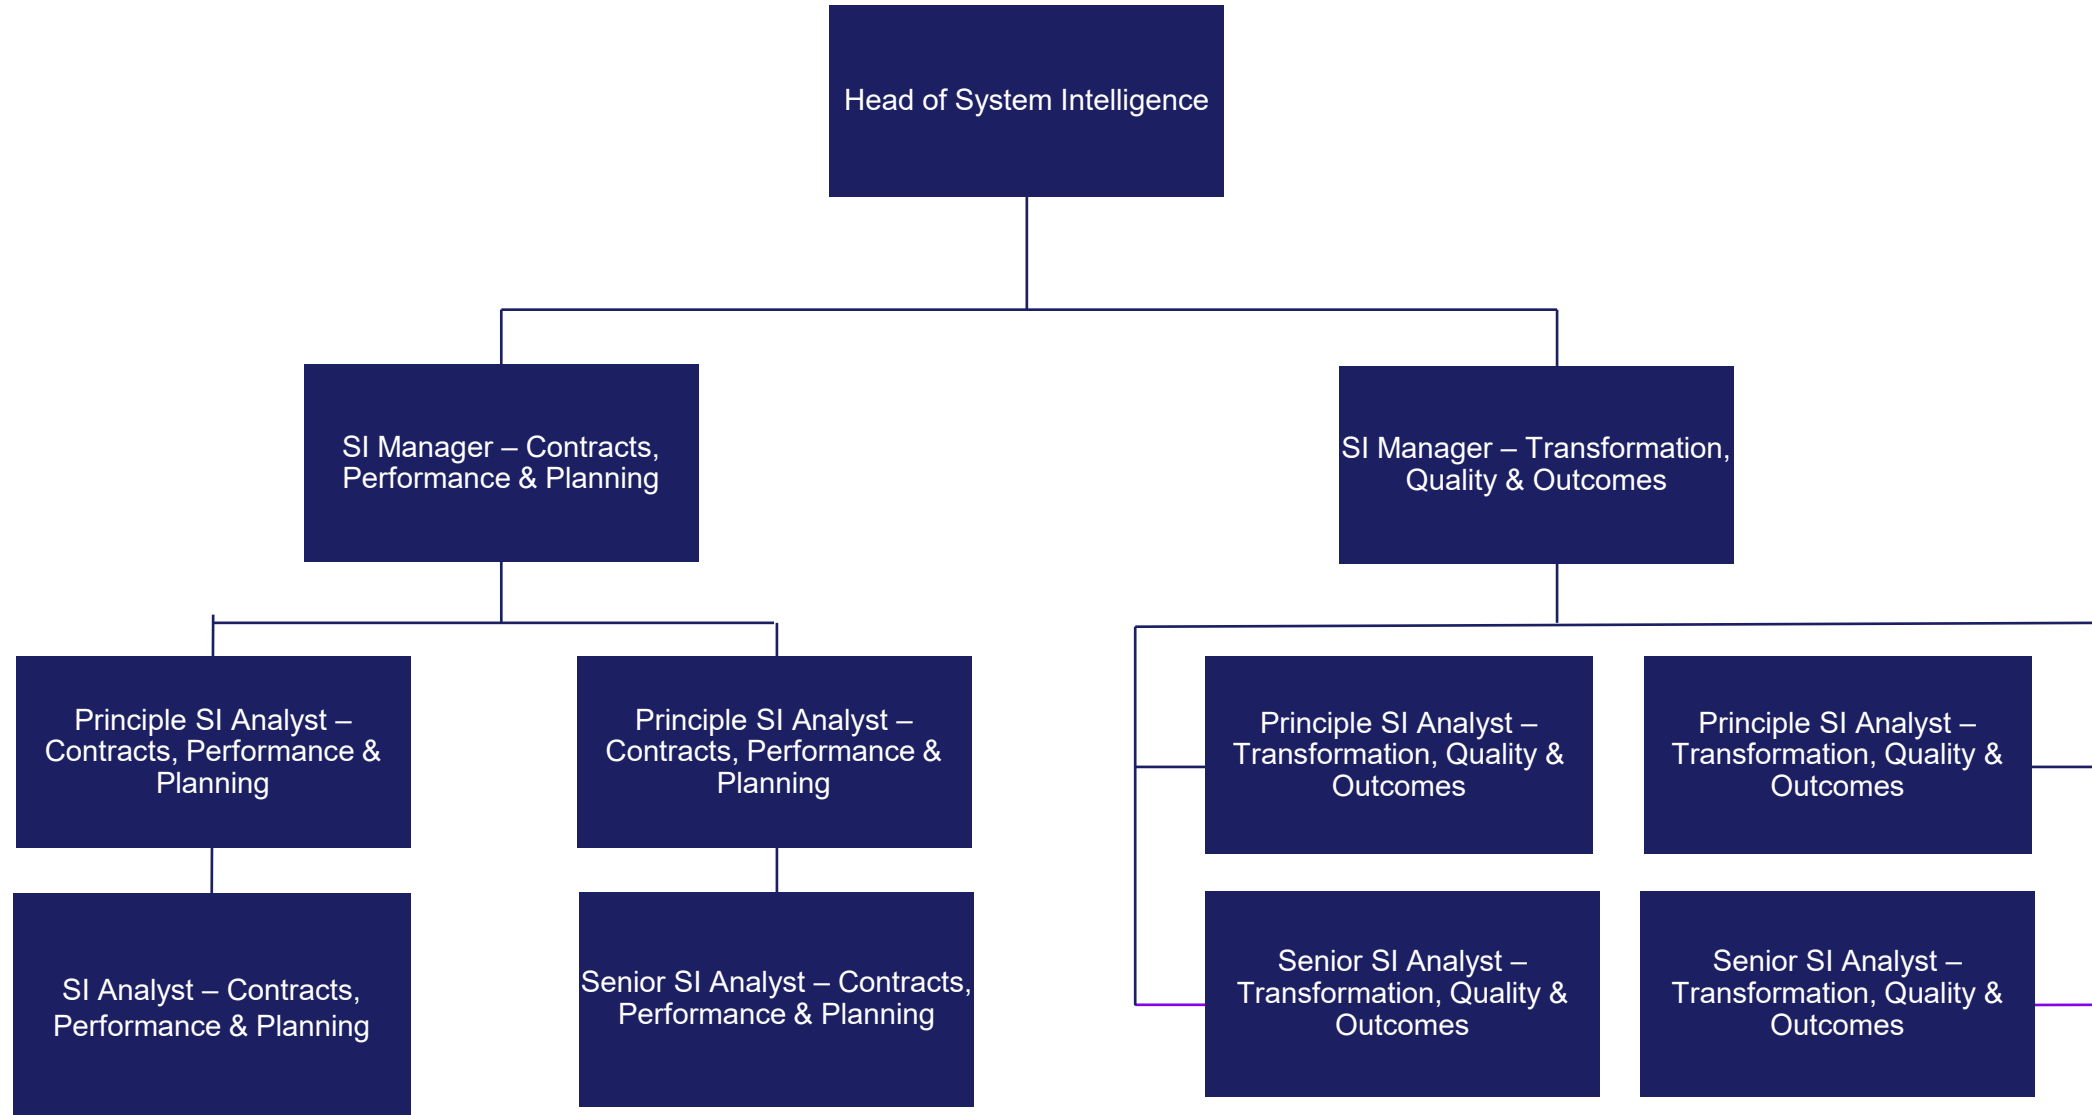 Head of System Intelligence
SI Manager – Contracts,
Performance & Planning
SI Manager – Transformation,
Quality & Outcomes
Principle SI Analyst –
Contracts, Performance &
Planning
Principle SI Analyst –
Contracts, Performance &
Planning
Principle SI Analyst –
Transformation, Quality &
Outcomes
Principle SI Analyst –
Transformation, Quality &
Outcomes
SI Analyst – Contracts,
Performance & Planning
Senior SI Analyst – Contracts,
Performance & Planning
Senior SI Analyst –
Transformation, Quality &
Outcomes
Senior SI Analyst –
Transformation, Quality &
Outcomes